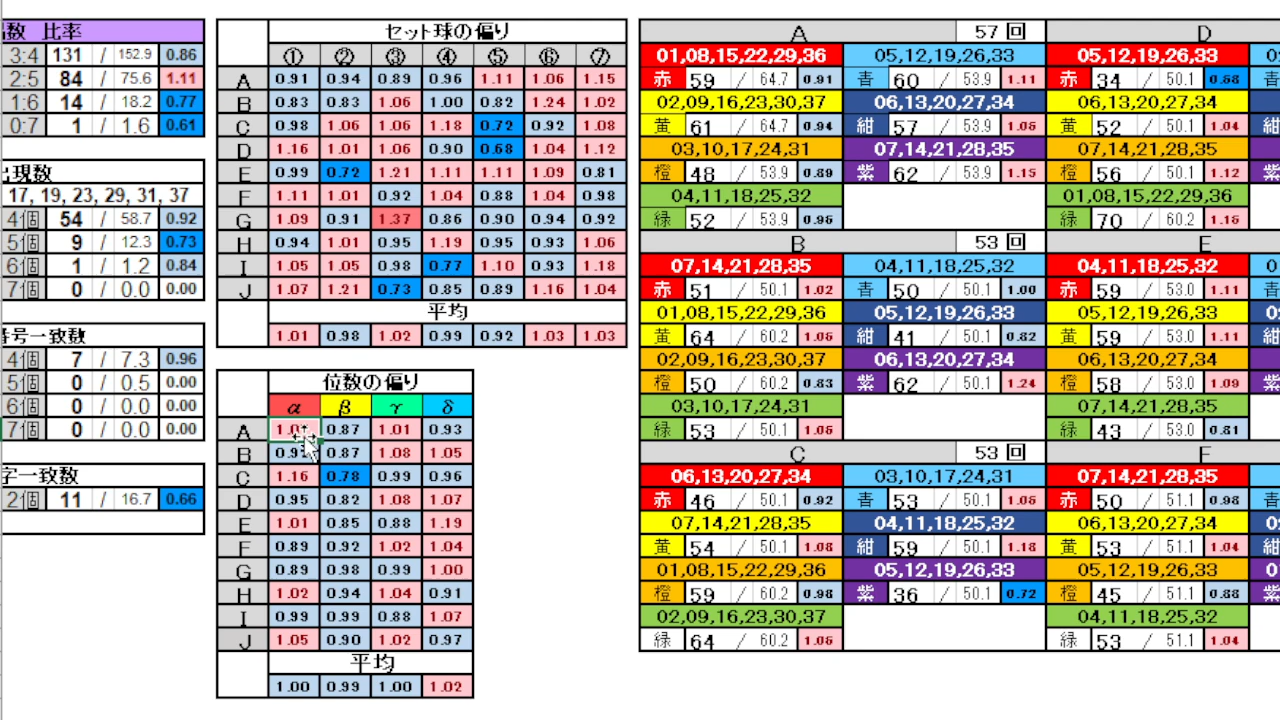 数 比率
3:4 131 / 152.9 0.86
2:5 84 / 75.6 1.11
1:6 14 / 18.2 0.77
0:7 1 / 1.6 0.61
出現数
17, 19, 23, 29, 31, 37
4個 54 / 58.7 0.92
5個 9 / 12.3 0.73
6個 1 / 1.2 0.84
7個 0 / 0.0 0.00
番号一致数
4個 7 / 7.3 0.96
5個 0 / 0.5 0.00
6個 0 / 0.0 0.00
7個 0 / 0.0 0.00
字一致数
2個 11 / 16.7 0.66
セット球の偏り
① ② ③ ④ ⑤ ⑥ ⑦
A 0.91 0.94 0.89 0.96 1.11 1.06 1.15
B 0.83 0.83 1.06 1.00 0.82 1.24 1.02
C 0.98 1.06 1.06 1.18 0.72 0.92 1.08
D 1.16 1.01 1.06 0.90 0.68 1.04 1.12
E 0.99 0.72 1.21 1.11 1.11 1.09 0.81
F 1.11 1.01 0.92 1.04 0.88 1.04 0.98
G 1.09 0.91 1.37 0.86 0.90 0.94 0.92
H 0.94 1.01 0.95 1.19 0.95 0.93 1.06
I 1.05 1.05 0.98 0.77 1.10 0.93 1.18
J 1.07 1.21 0.73 0.85 0.89 1.16 1.04
平均
1.01 0.98 1.02 0.99 0.92 1.03 1.03
位数の偏り
α β γ δ
A 0.87 1.01 0.93
B 0.87 1.08 1.05
C 1.16 0.78 0.99 0.96
D 0.95 0.82 1.08 1.07
E 1.01 0.85 0.88 1.19
F 0.89 0.92 1.02 1.04
G 0.89 0.98 0.99 1.00
H 1.02 0.94 1.04 0.91
I 0.99 0.99 0.88 1.07
J 1.05 0.90 1.02 0.97
平均
1.00 0.99 1.00 1.02
A 57 回
01,08,15,22,29,36 05,12,19,26,33
赤 59 / 64.7 0.91 青 60 / 53.9 1.11
02,09,16,23,30,37 06,13,20,27,34
黄 61 / 64.7 0.94 紺 57 / 53.9 1.06
03,10,17,24,31 07,14,21,28,35
橙 48 / 53.9 0.89 紫 62 / 53.9 1.15
04,11,18,25,32
緑 52 / 53.9 0.96
B 53 回
07,14,21,28,35 04,11,18,25,32
赤 51 / 50.1 1.02 青 50 / 50.1 1.00
01,08,15,22,29,36 05,12,19,26,33
黄 64 / 60.2 1.06 紺 41 / 50.1 0.82
02,09,16,23,30,37 06,13,20,27,34
橙 50 / 60.2 0.83 紫 62 / 50.1 1.24
03,10,17,24,31
緑 53 / 50.1 1.06
C 53 回
06,13,20,27,34 03,10,17,24,31
赤 46 / 50.1 0.92 青 53 / 50.1 1.06
07,14,21,28,35 04,11,18,25,32
黄 54 / 50.1 1.08 紺 59 / 50.1 1.18
01,08,15,22,29,36 05,12,19,26,33
橙 59 / 60.2 0.98 紫 36 / 50.1 0.72
02,09,16,23,30,37
緑 64 / 60.2 1.06
D
05,12,19,26,33
赤 34 / 50.1 0.68 青
06,13,20,27,34
黄 52 / 50.1 1.04 紺
07,14,21,28,35
橙 56 / 50.1 1.12 紫
01,08,15,22,29,36
緑 70 / 60.2 1.16
E
04,11,18,25,32
赤 59 / 53.0 1.11 青
05,12,19,26,33
黄 59 / 53.0 1.11 紺
06,13,20,27,34
橙 58 / 53.0 1.09 紫
07,14,21,28,35
緑 43 / 53.0 0.81
F
07,14,21,28,35
赤 50 / 51.1 0.98 青
06,13,20,27,34
黄 53 / 51.1 1.04 紺
05,12,19,26,33
橙 45 / 51.1 0.88 紫
04,11,18,25,32
緑 53 / 51.1 1.04